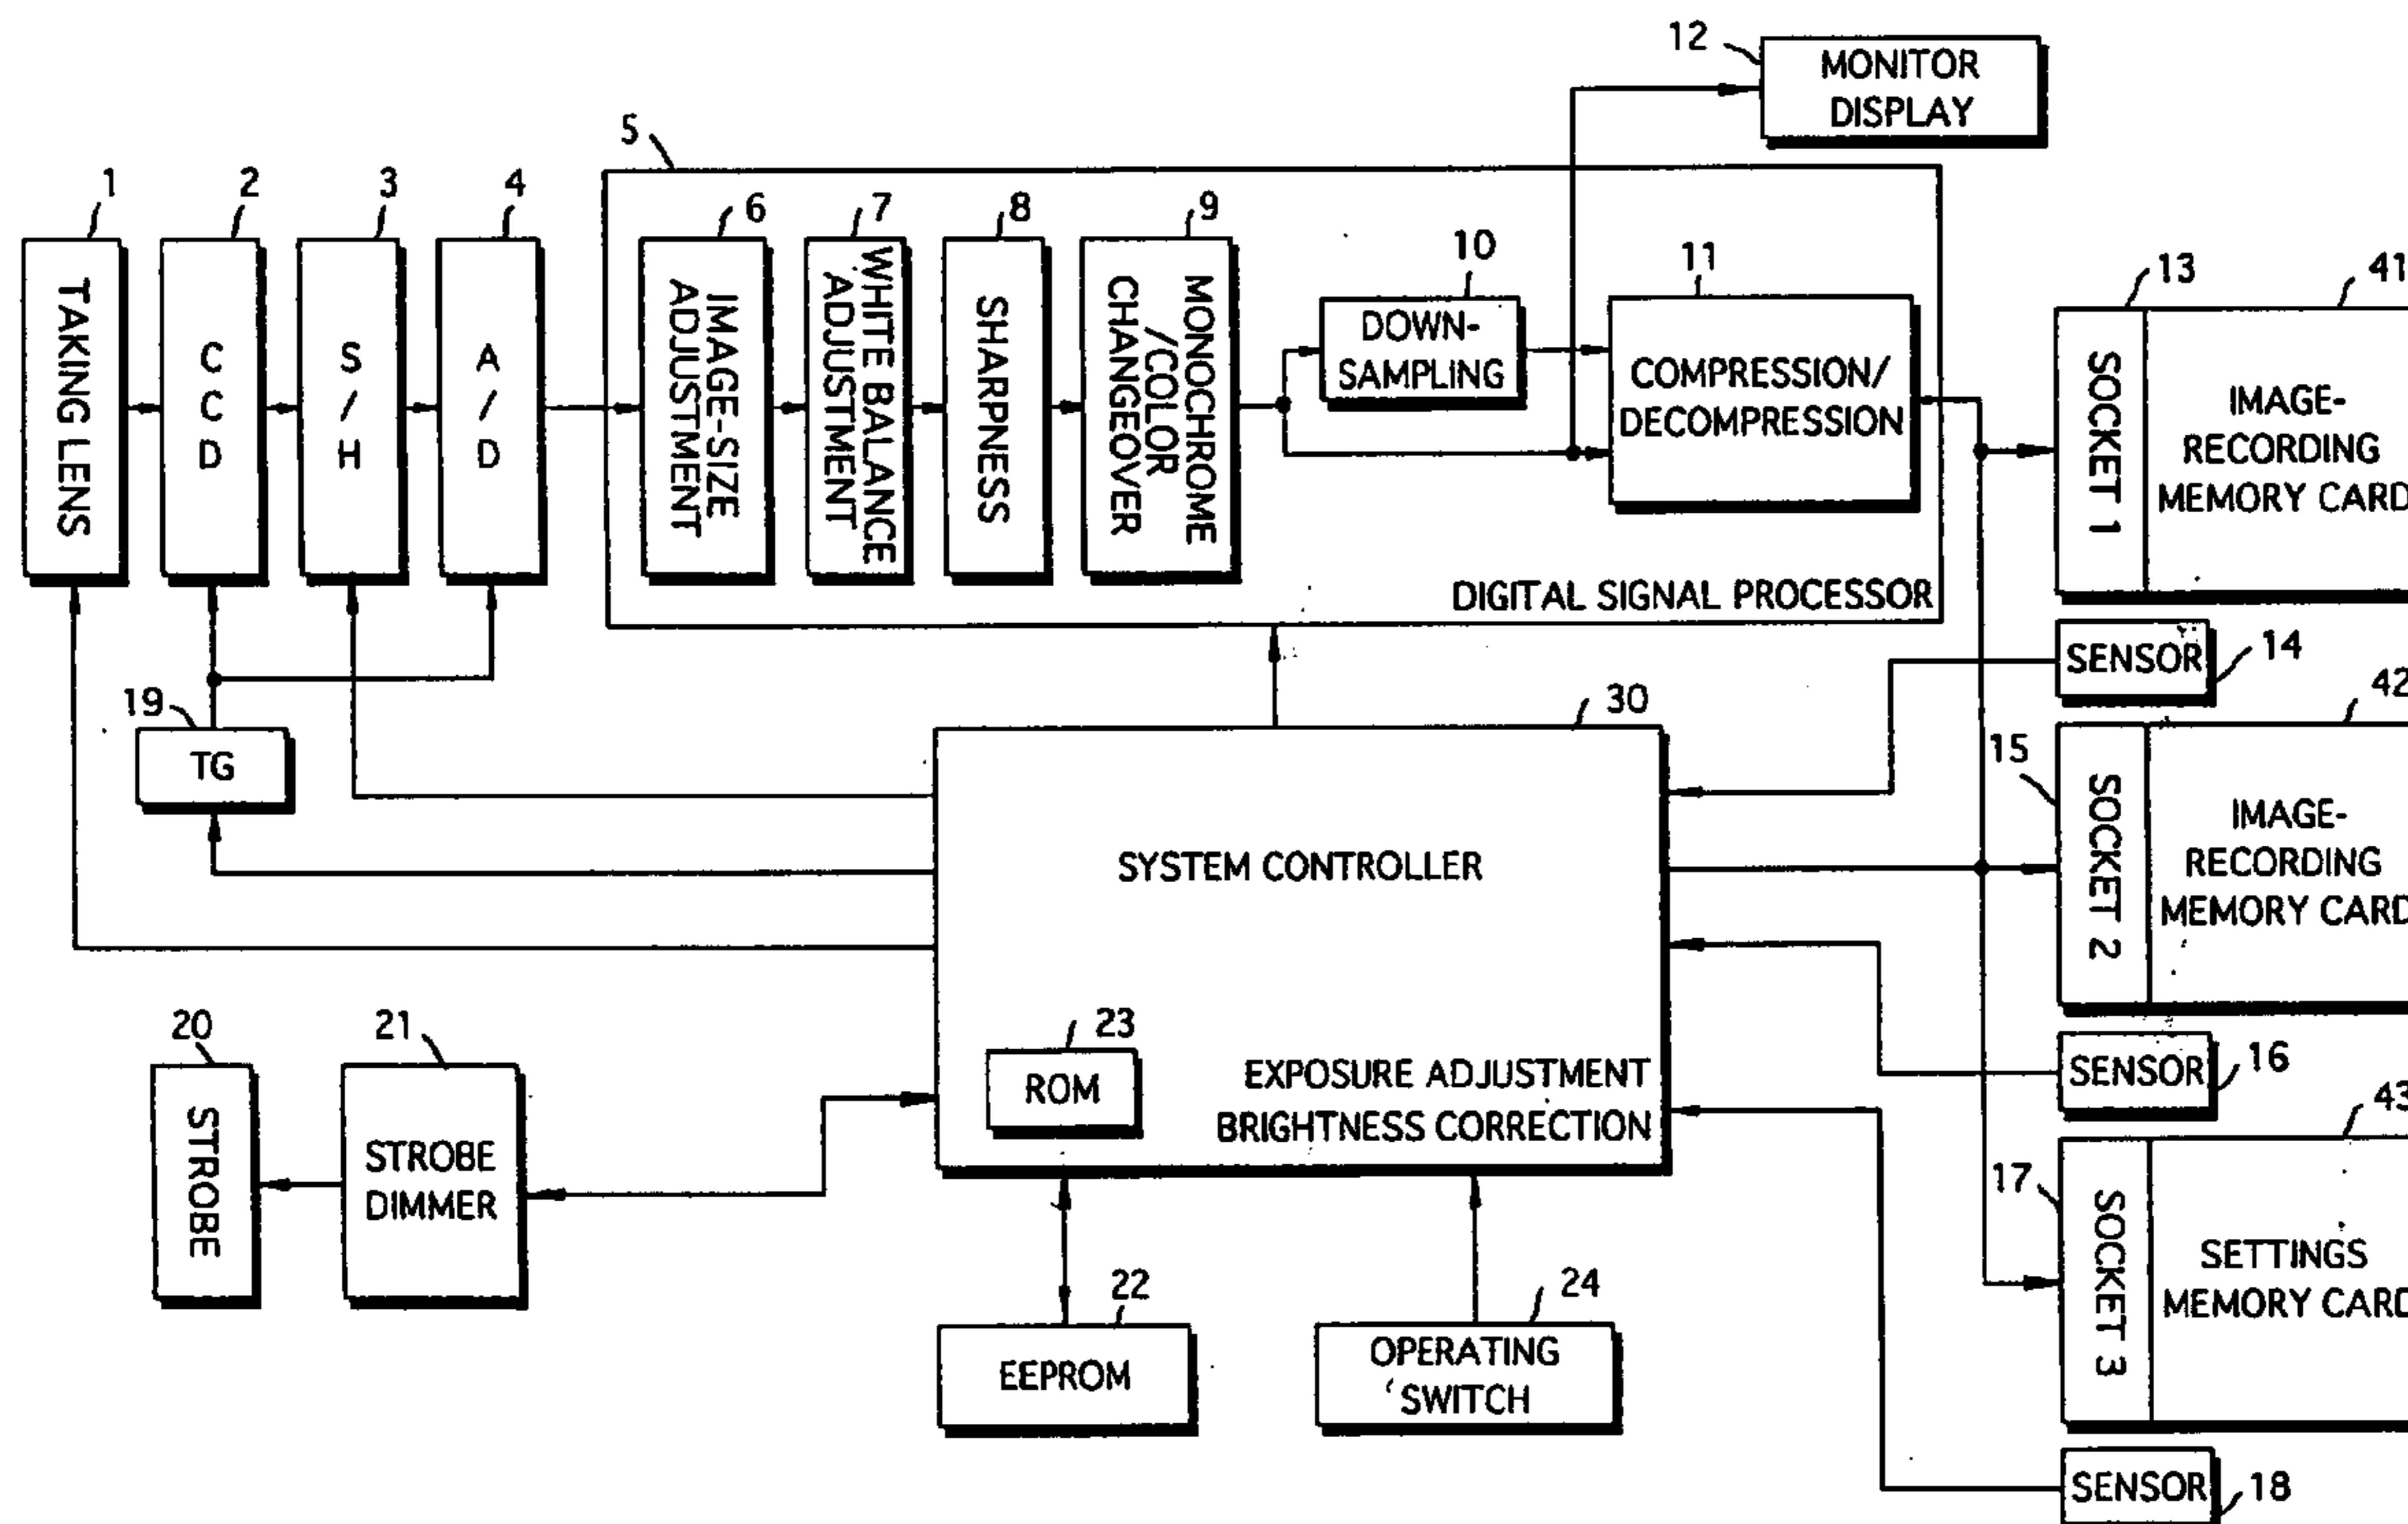 12
MONITOR
DISPLAY
5
1
2
3
4
6
7
8
9
10
11
13
41
TAKING LENS
C
C
D
S
/
H
A
/
D
IMAGE-SIZE
ADJUSTMENT
WHITE BALANCE
ADJUSTMENT
SHARPNESS
MONOCHROME
/COLOR
CHANGEOVER
DOWN-
SAMPLING
COMPRESSION/
DECOMPRESSION
SOCKET 1
IMAGE-
RECORDING
MEMORY CARD
DIGITAL SIGNAL PROCESSOR
SENSOR
14
19
TG
30
42
15
SYSTEM CONTROLLER
SOCKET 2
IMAGE-
RECORDING
MEMORY CARD
20
21
23
ROM
EXPOSURE ADJUSTMENT
BRIGHTNESS CORRECTION
SENSOR
16
43
STROBE
STROBE
DIMMER
17
SOCKET 3
SETTINGS
MEMORY CARD
22
EEPROM
24
OPERATING
SWITCH
SENSOR
18